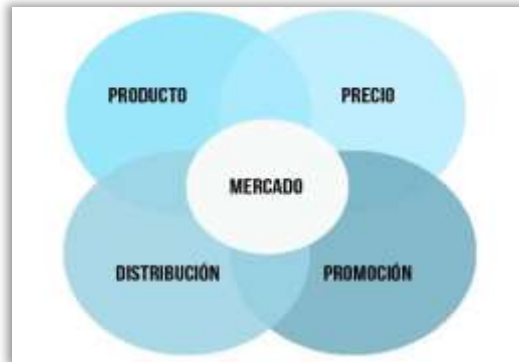 PRODUCTO
PRECIO
MERCADO
DISTRIBUCIÓN
PROMOCIÓN